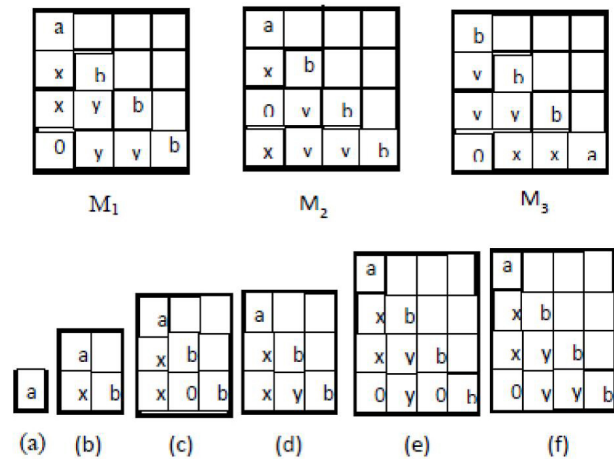 a a b
x b x b v b
x y b 0 v b v y b
0 y y b x v v b 0 x x a
M1 M2 M3
a a
a a x b x b
a x b x b x y b x y b
a x b x 0 b x y b 0 y 0 b 0 y y b
(a) (b) (c) (d) (e) (f)